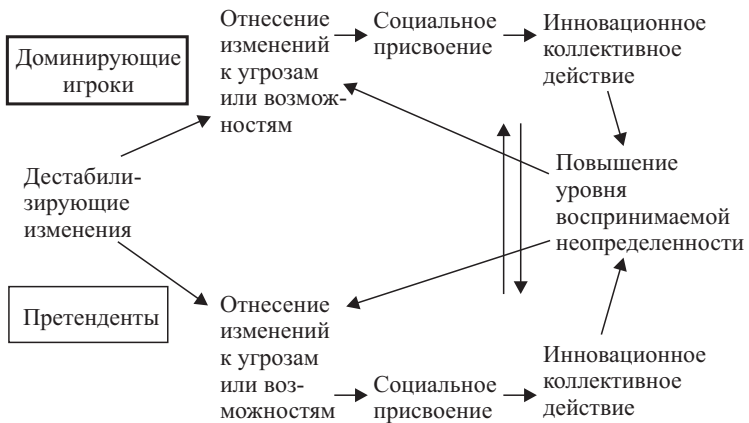 Доминирующие
игроки
Отнесение
изменений
к угрозам
или возмож-
ностям
Социальное
присвоение
Инновационное
коллективное
действие
Дестабили-
зирующие
изменения
Повышение
уровня
воспринимаемой
неопределенности
Претенденты
Отнесение
изменений
к угрозам
или воз-
можностям
Социальное
присвоение
Инновационное
коллективное
действие